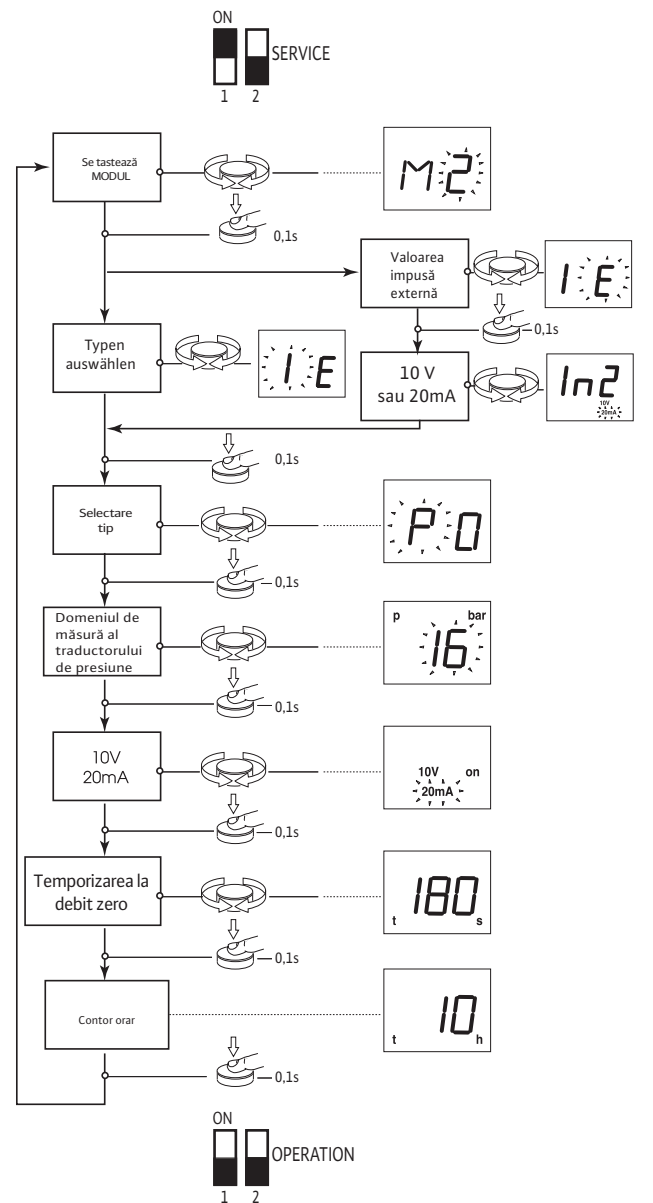 ON
SERVICE
1 2
Se tastează
MODUL
M2
0,1s
Valoarea
impusă
externă
I E
0,1s
Typen
auswählen
I E
10 V
sau 20mA
In2
10V
20mA
0,1s
Selectare
tip
P 0
0,1s
Domeniul de
măsură al
traductorului
de presiune
p bar
16
0,1s
10V
20mA
10V on
20mA
0,1s
Temporizarea la
debit zero
180
t s
0,1s
Contor orar
10
t h
0,1s
ON
OPERATION
1 2